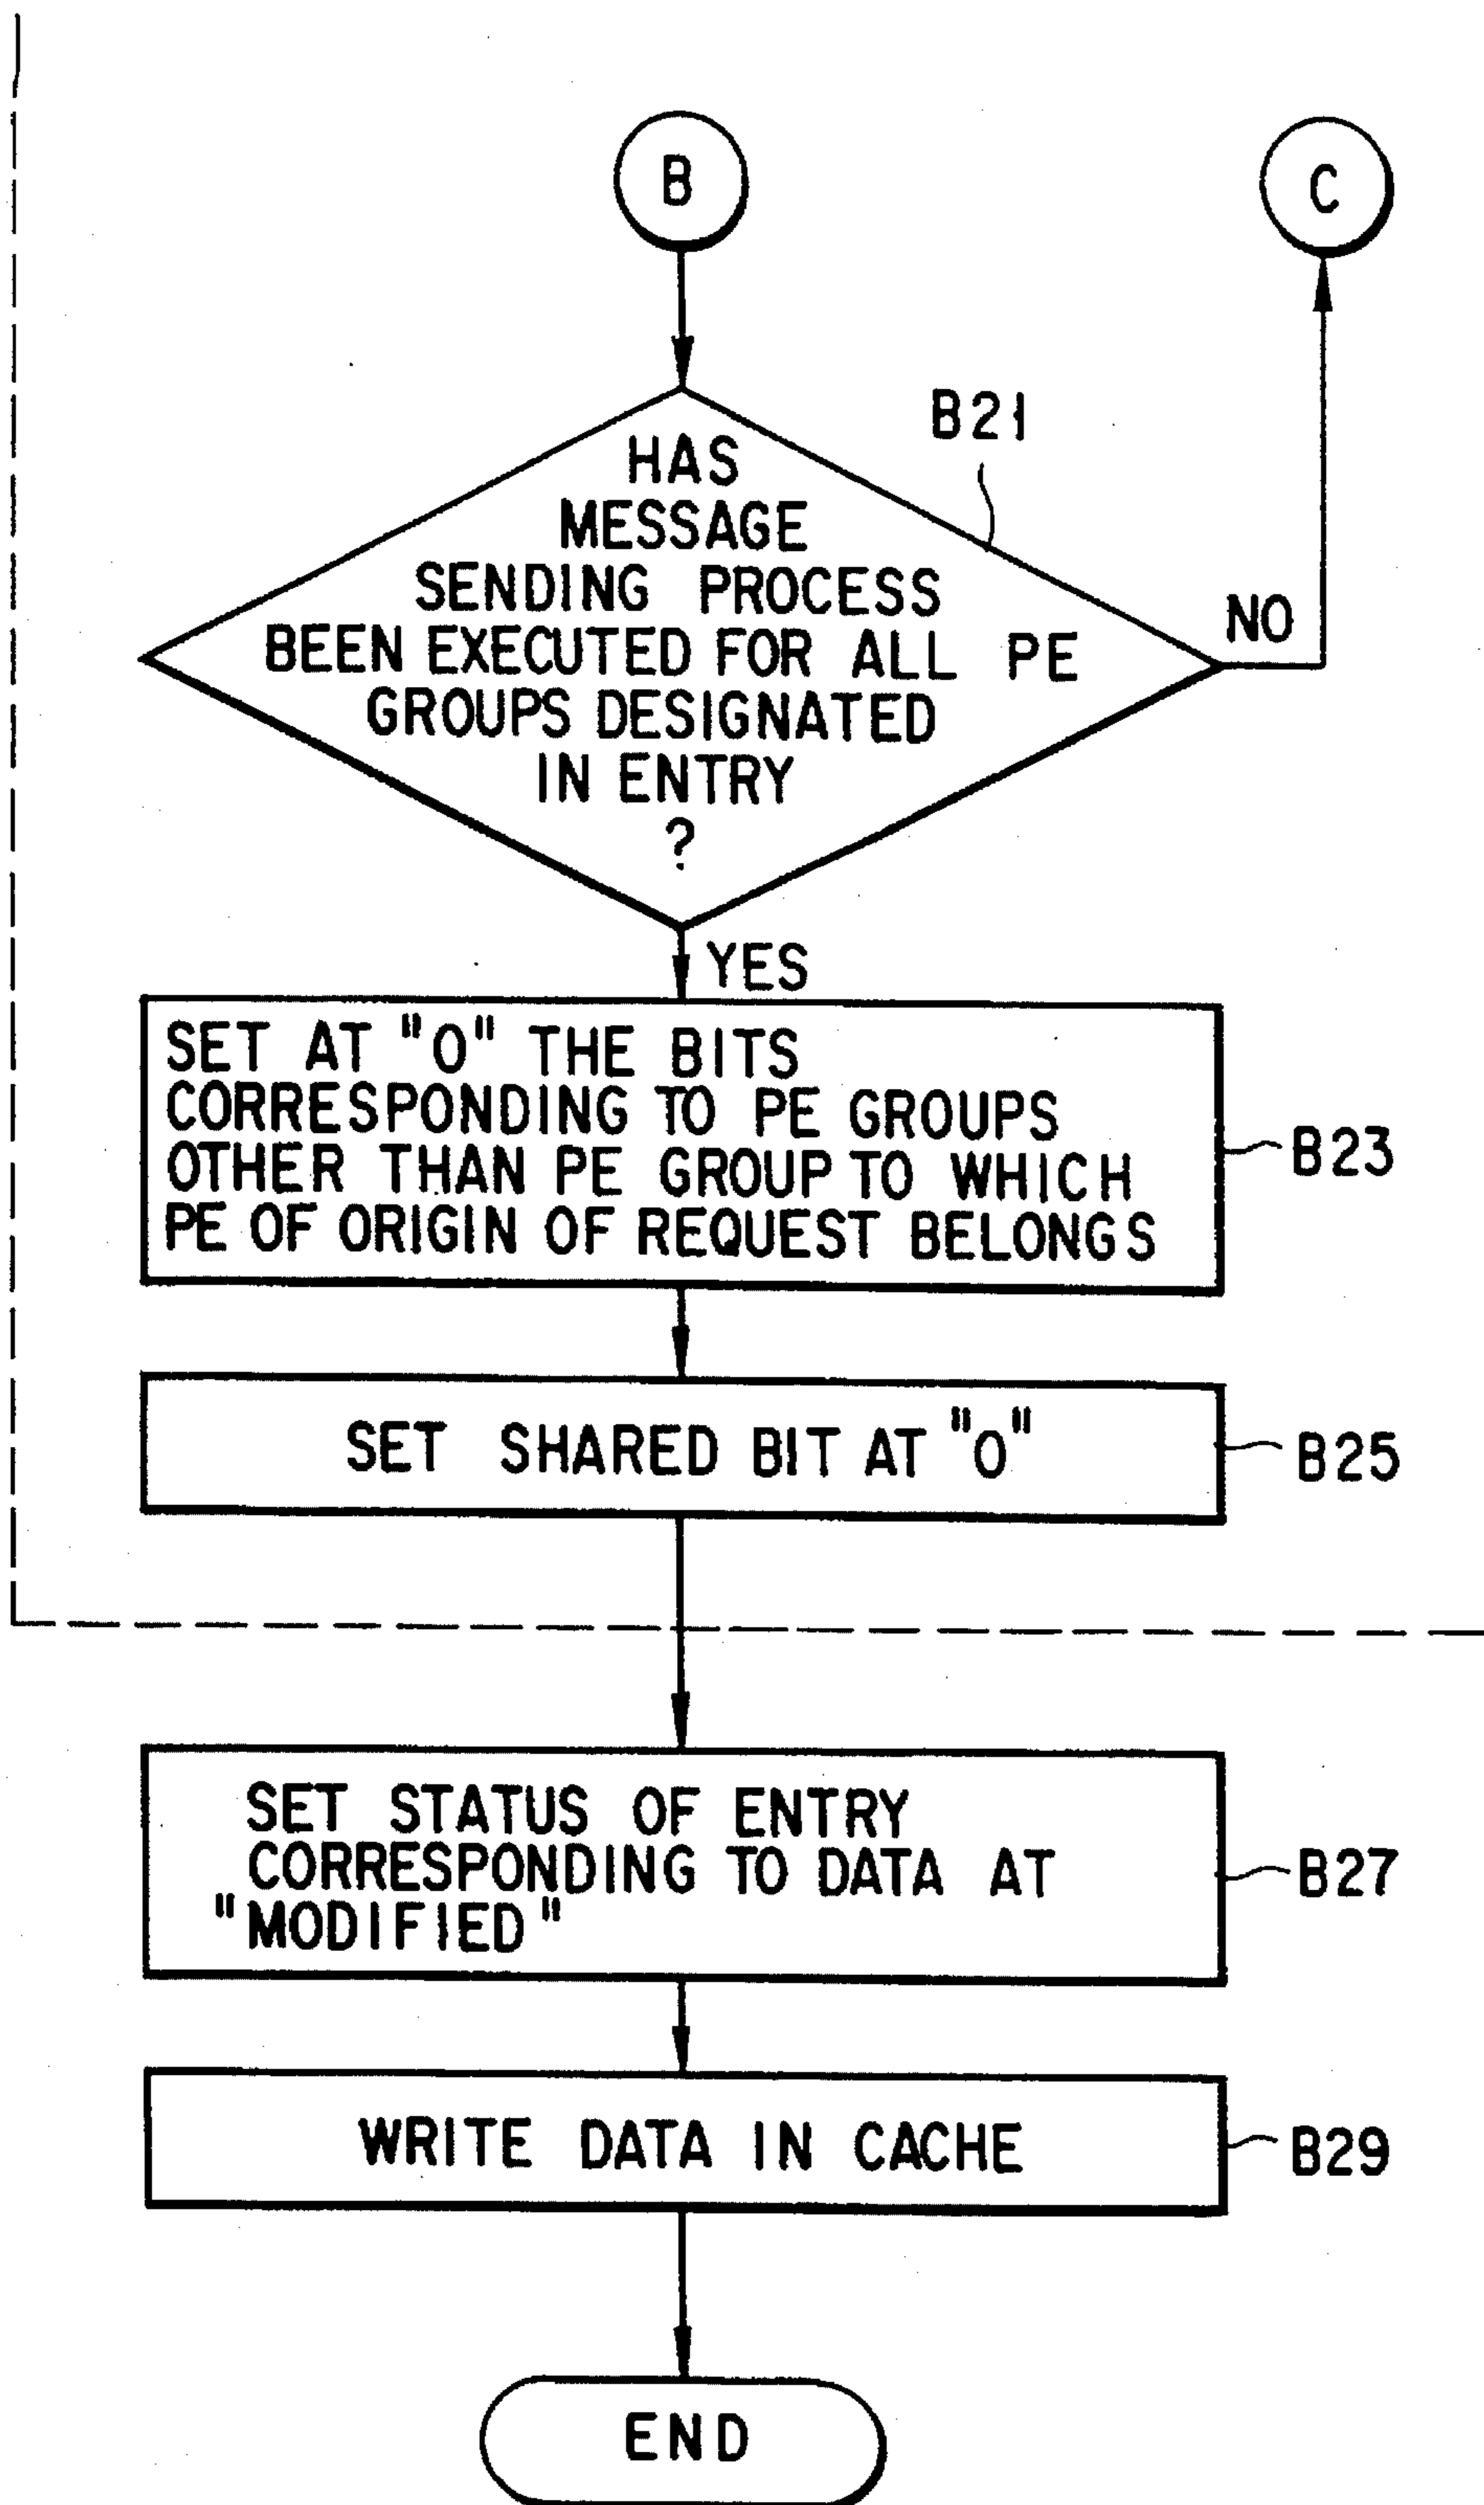 B
C
B21
HAS
MESSAGE
SENDING PROCESS
BEEN EXECUTED FOR ALL PE
GROUPS DESIGNATED
IN ENTRY
?
NO
YES
SET AT "0" THE BITS
CORRESPONDING TO PE GROUPS
OTHER THAN PE GROUP TO WHICH
PE OF ORIGIN OF REQUEST BELONGS
B23
SET SHARED BIT AT "0"
B25
SET STATUS OF ENTRY
CORRESPONDING TO DATA AT
"MODIFIED"
B27
WRITE DATA IN CACHE
B29
END